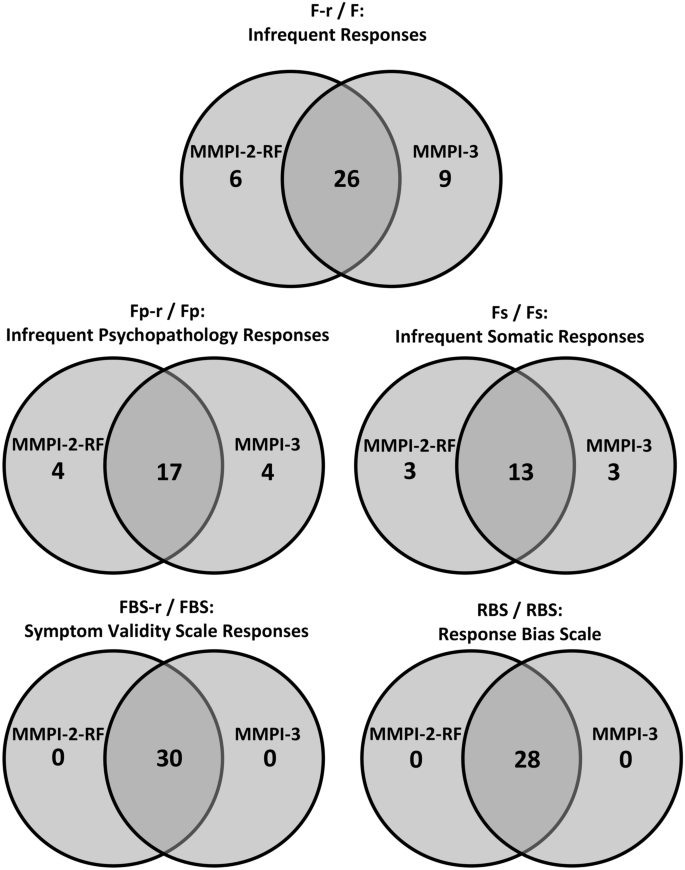 F-r / F:
Infrequent Responses
MMPI-2-RF
6
26
MMPI-3
9
Fp-r / Fp:
Infrequent Psychopathology Responses
MMPI-2-RF
4
17
MMPI-3
4
Fs / Fs:
Infrequent Somatic Responses
MMPI-2-RF
3
13
MMPI-3
3
FBS-r / FBS:
Symptom Validity Scale Responses
MMPI-2-RF
0
30
MMPI-3
0
RBS / RBS:
Response Bias Scale
MMPI-2-RF
0
28
MMPI-3
0